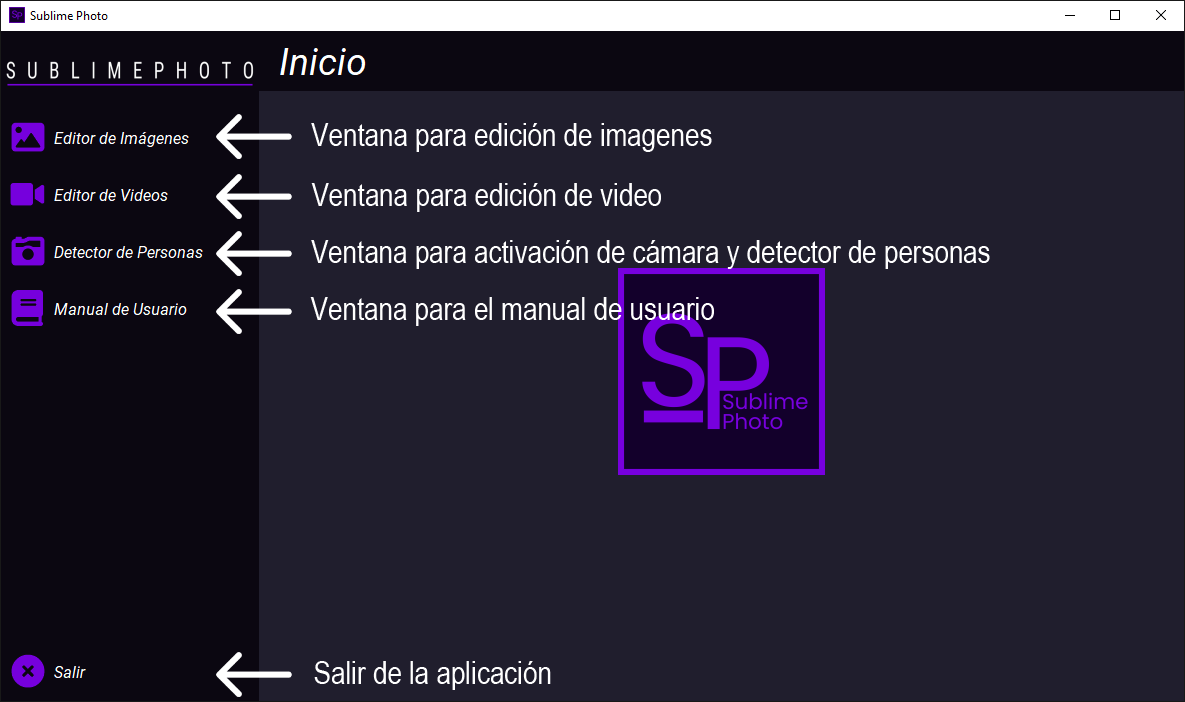 Sublime Photo
S U B L I M E P H O T O
Inicio
Editor de Imágenes
Ventana para edición de imagenes
Editor de Videos
Ventana para edición de video
Detector de Personas
Ventana para activación de cámara y detector de personas
Manual de Usuario
Ventana para el manual de usuario
SP
Sublime
Photo
Salir
Salir de la aplicación